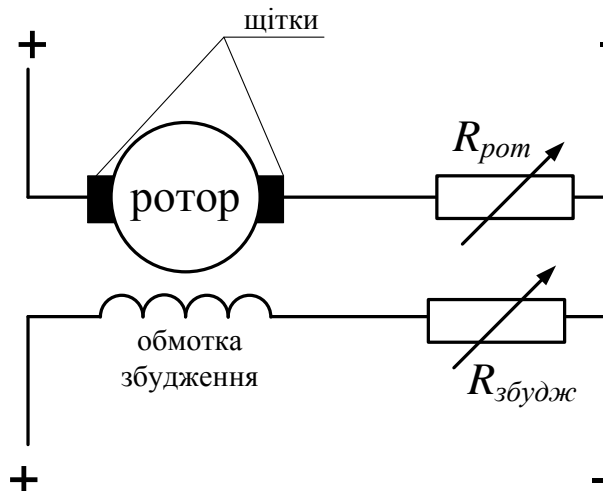 щітки
+
-
R_рот
ротор
обмотка
збудження
R_збудж
+
-